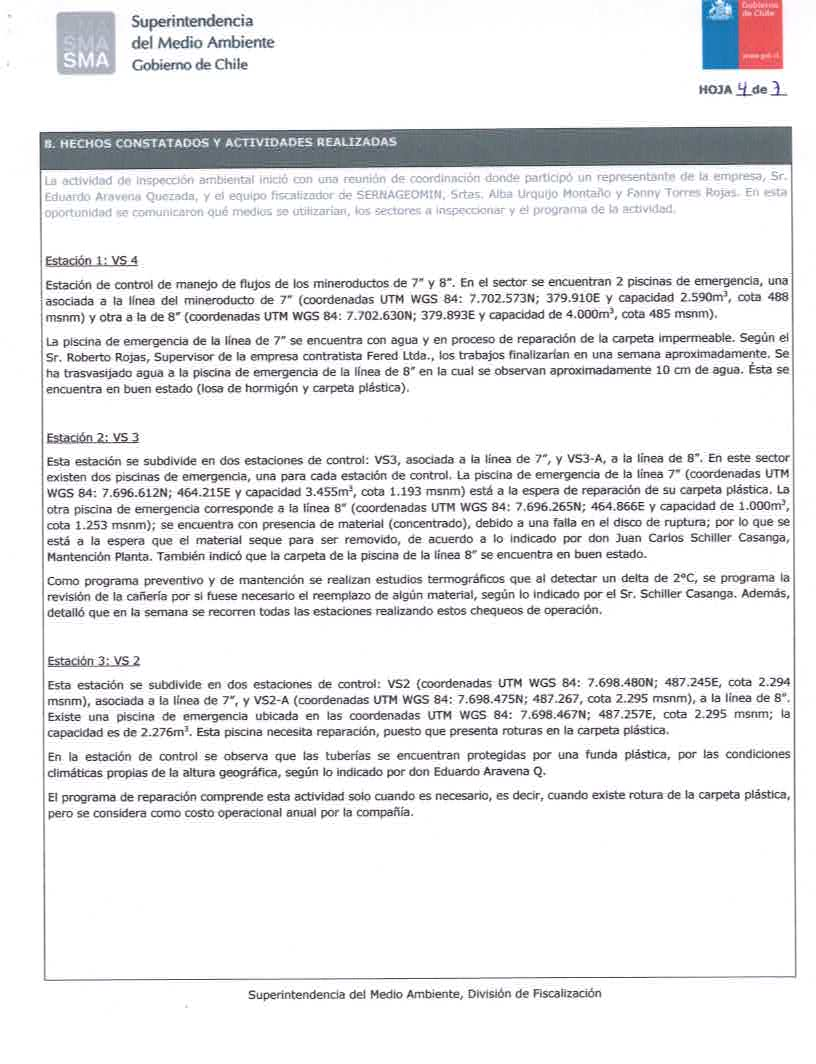 SMA
SMA
Superintendencia
del Medio Ambiente
Gobierno de Chile
Gobierno
de Chile
HOJA 4 de 7
8. HECHOS CONSTATADOS Y ACTIVIDADES REALIZADAS
La actividad de inspección ambiental inició con una reunión de coordinación donde participó un representante de la empresa, Sr.
Eduardo Aravena Quezada, y el equipo fiscalizador de SERNAGEOMIN, Srtas. Alba Urquijo Montaño y Fanny Torres Rojas. En esta
oportunidad se comunicaron qué medios se utilizarían, los sectores a inspeccionar y el programa de la actividad.
Estación 1: VS 4
Estación de control de manejo de flujos de los mineroductos de 7" y 8". En el sector se encuentran 2 piscinas de emergencia, una
asociada a la línea del mineroducto de 7" (coordenadas UTM WGS 84: 7.702.573N; 379.910E y capacidad 2.590m³, cota 488
msnm) y otra a la de 8" (coordenadas UTM WGS 84: 7.702.630N; 379.893E y capacidad de 4.000m³, cota 485 msnm).
La piscina de emergencia de la línea de 7" se encuentra con agua y en proceso de reparación de la carpeta impermeable. Según el
Sr. Roberto Rojas, Supervisor de la empresa contratista Fered Ltda., los trabajos finalizarían en una semana aproximadamente. Se
ha trasvasijado agua a la piscina de emergencia de la línea de 8" en la cual se observan aproximadamente 10 cm de agua. Ésta se
encuentra en buen estado (losa de hormigón y carpeta plástica).
Estación 2: VS 3
Esta estación se subdivide en dos estaciones de control: VS3, asociada a la línea de 7", y VS3-A, a la línea de 8". En este sector
existen dos piscinas de emergencia, una para cada estación de control. La piscina de emergencia de la línea 7" (coordenadas UTM
WGS 84: 7.696.612N; 464.215E y capacidad 3.455m³, cota 1.193 msnm) está a la espera de reparación de su carpeta plástica. La
otra piscina de emergencia corresponde a la línea 8" (coordenadas UTM WGS 84: 7.696.265N; 464.866E y capacidad de 1.000m³,
cota 1.253 msnm); se encuentra con presencia de material (concentrado), debido a una falla en el disco de ruptura; por lo que se
está a la espera que el material seque para ser removido, de acuerdo a lo indicado por don Juan Carlos Schiller Casanga,
Mantención Planta. También indicó que la carpeta de la piscina de la línea 8" se encuentra en buen estado.
Como programa preventivo y de mantención se realizan estudios termográficos que al detectar un delta de 2°C, se programa la
revisión de la cañería por si fuese necesario el reemplazo de algún material, según lo indicado por el Sr. Schiller Casanga. Además,
detalló que en la semana se recorren todas las estaciones realizando estos chequeos de operación.
Estación 3: VS 2
Esta estación se subdivide en dos estaciones de control: VS2 (coordenadas UTM WGS 84: 7.698.480N; 487.245E, cota 2.294
msnm), asociada a la línea de 7", y VS2-A (coordenadas UTM WGS 84: 7.698.475N; 487.267, cota 2.295 msnm), a la línea de 8".
Existe una piscina de emergencia ubicada en las coordenadas UTM WGS 84: 7.698.467N; 487.257E, cota 2.295 msnm; la
capacidad es de 2.276m³. Esta piscina necesita reparación, puesto que presenta roturas en la carpeta plástica.
En la estación de control se observa que las tuberías se encuentran protegidas por una funda plástica, por las condiciones
climáticas propias de la altura geográfica, según lo indicado por don Eduardo Aravena Q.
El programa de reparación comprende esta actividad solo cuando es necesario, es decir, cuando existe rotura de la carpeta plástica,
pero se considera como costo operacional anual por la compañía.
Superintendencia del Medio Ambiente, División de Fiscalización